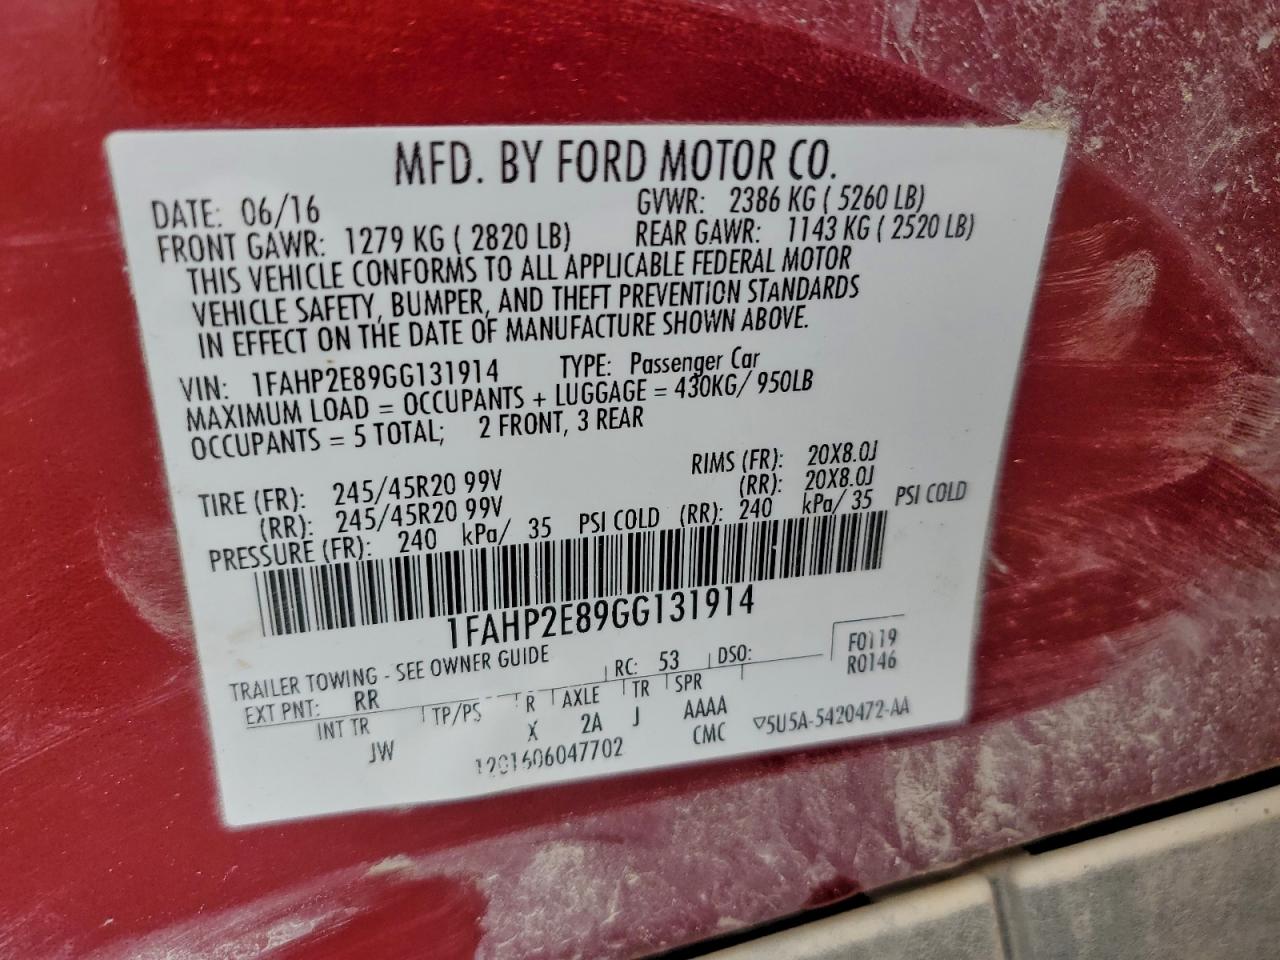 MFD. BY FORD MOTOR CO.
DATE: 06/16 GVWR: 2386 KG ( 5260 LB)
FRONT GAWR: 1279 KG ( 2820 LB) REAR GAWR: 1143 KG ( 2520 LB)
THIS VEHICLE CONFORMS TO ALL APPLICABLE FEDERAL MOTOR
VEHICLE SAFETY, BUMPER, AND THEFT PREVENTION STANDARDS
IN EFFECT ON THE DATE OF MANUFACTURE SHOWN ABOVE.
VIN: 1FAHP2E89GG131914 TYPE: Passenger Car
MAXIMUM LOAD = OCCUPANTS + LUGGAGE = 430KG/ 950LB
OCCUPANTS = 5 TOTAL; 2 FRONT, 3 REAR
TIRE (FR): 245/45R20 99V RIMS (FR): 20X8.0J
(RR): 245/45R20 99V (RR): 20X8.0J
PRESSURE (FR): 240 kPa/ 35 PSI COLD (RR): 240 kPa/ 35 PSI COLD
1FAHP2E89GG131914
TRAILER TOWING - SEE OWNER GUIDE
EXT PNT: RR RC: 53 DSO: F0119
R0146
INT TR TP/PS R AXLE TR SPR
JW X 2A J AAAA
CMC
▽5U5A-5420472-AA